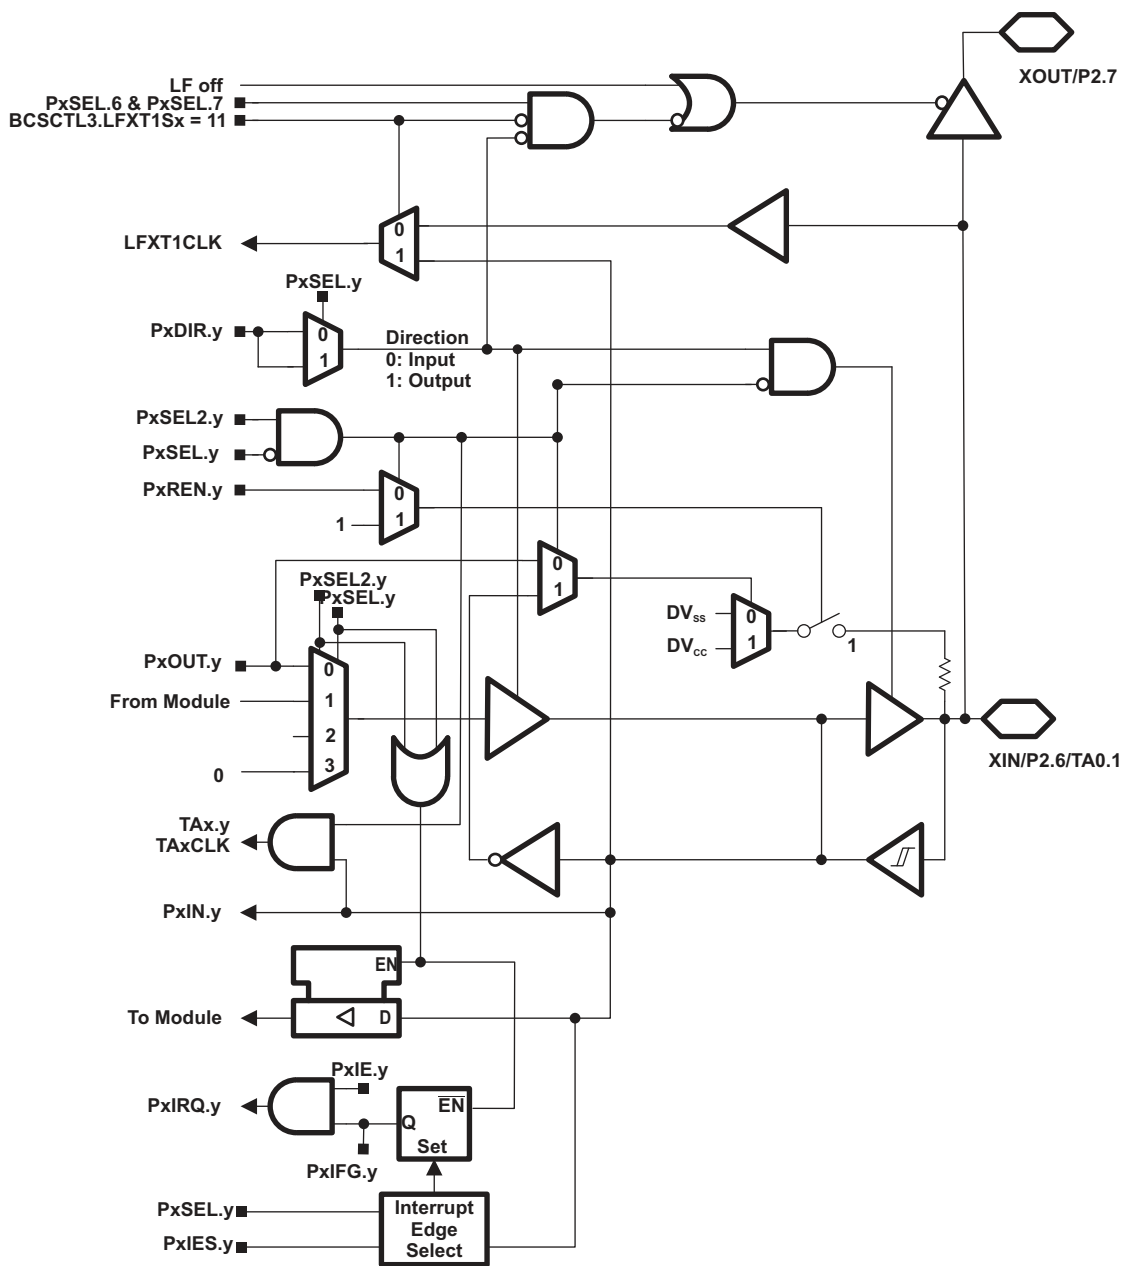 XOUT/P2.7
LF off
PxSEL.6 & PxSEL.7
BCSCTL3.LFXT1Sx = 11
0
1
LFXT1CLK
PxSEL.y
PxDIR.y
0
1
Direction
0: Input
1: Output
PxSEL2.y
PxSEL.y
PxREN.y
0
1
1
0
1
PxSEL2.y
PxSEL.y
DVSS
DVCC
0
1
1
PxOUT.y
From Module
0
0
1
2
3
XIN/P2.6/TA0.1
TAx.y
TAxCLK
PxIN.y
EN
D
To Module
PxIE.y
PxIRQ.y
EN
Q
Set
PxIFG.y
PxSEL.y
PxIES.y
Interrupt
Edge
Select